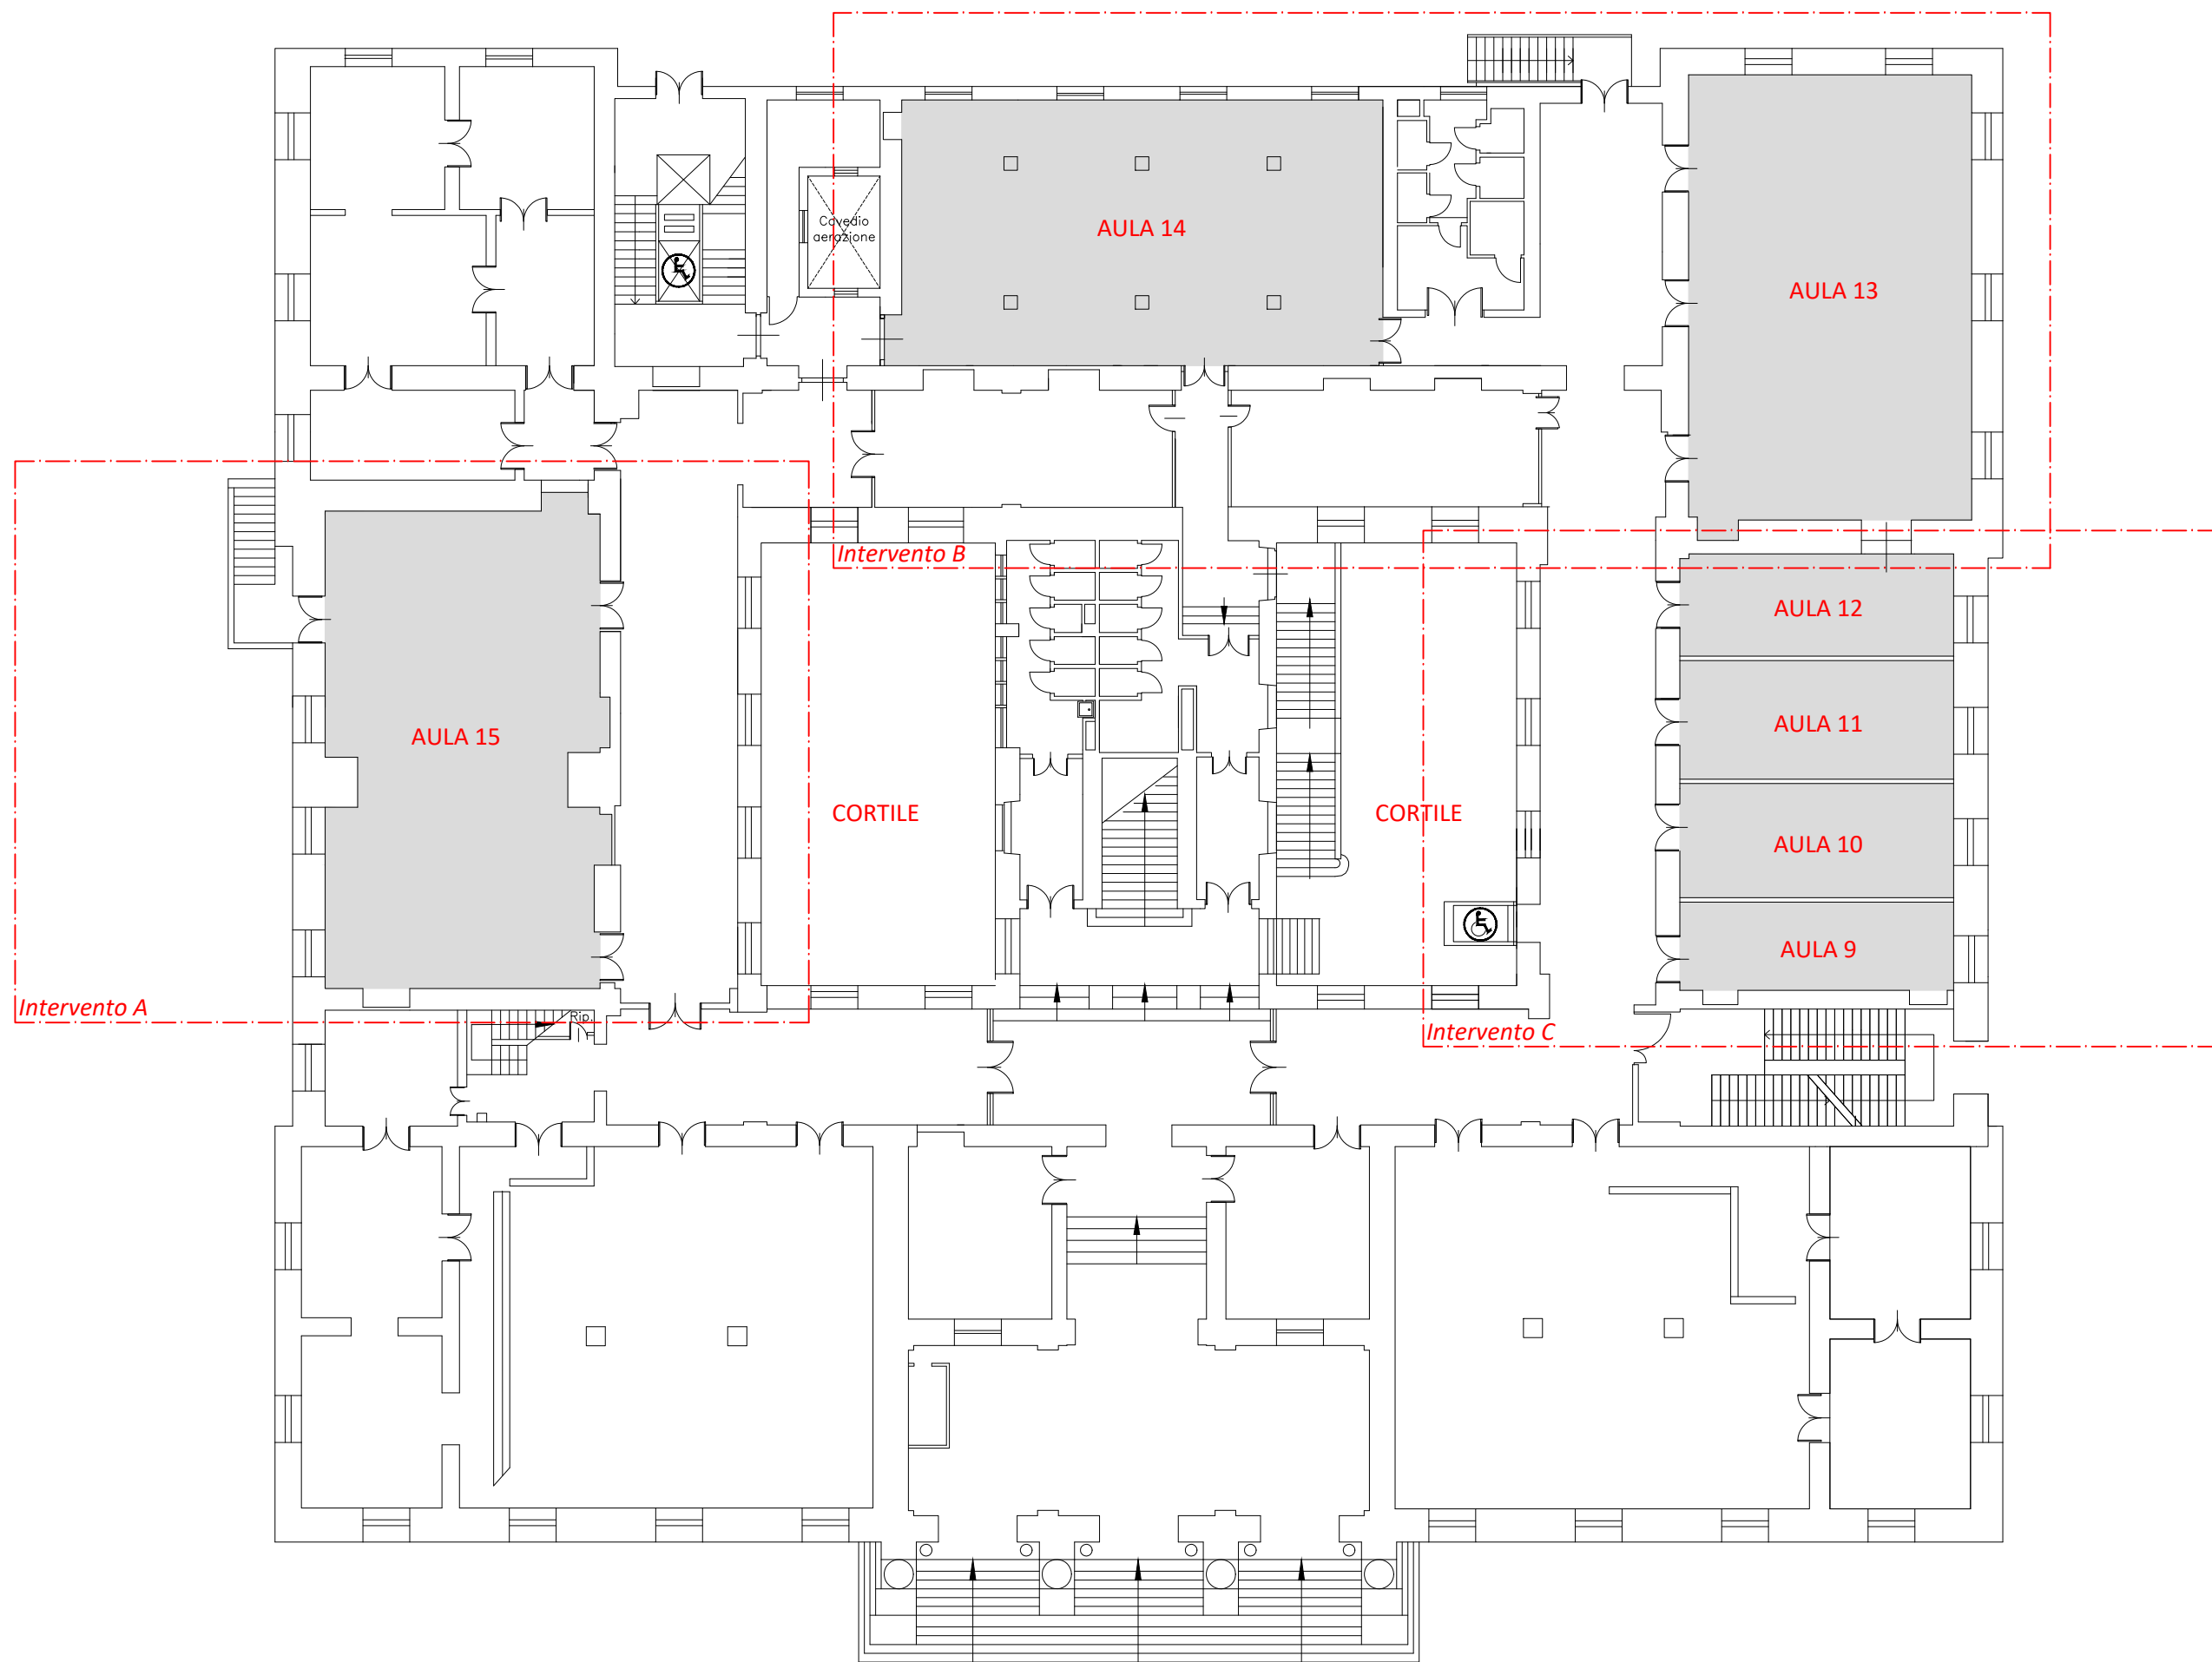 Cavedio
aerazione
AULA 14
AULA 13
Intervento B
AULA 12
AULA 15
AULA 11
CORTILE
CORTILE
AULA 10
AULA 9
Intervento A
Rip.
Intervento C